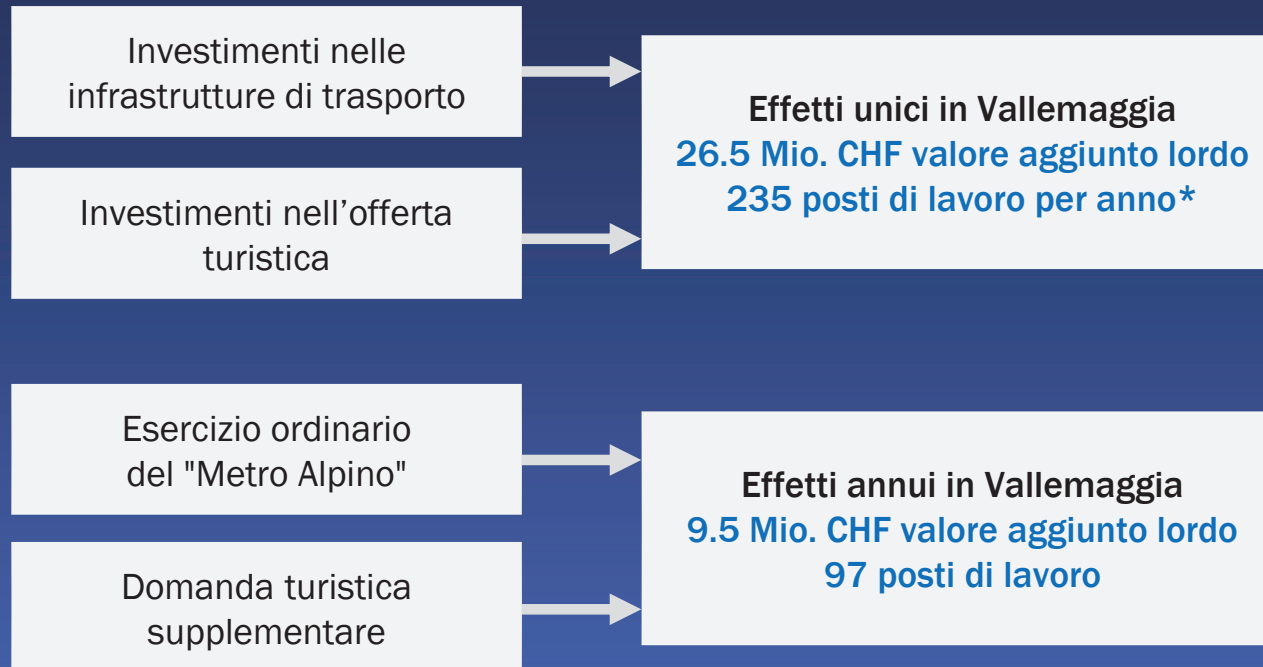 Investimenti nelle
infrastrutture di trasporto
Investimenti nell’offerta
turistica
Effetti unici in Vallemaggia
26.5 Mio. CHF valore aggiunto lordo
235 posti di lavoro per anno*
Esercizio ordinario
del "Metro Alpino"
Domanda turistica
supplementare
Effetti annui in Vallemaggia
9.5 Mio. CHF valore aggiunto lordo
97 posti di lavoro